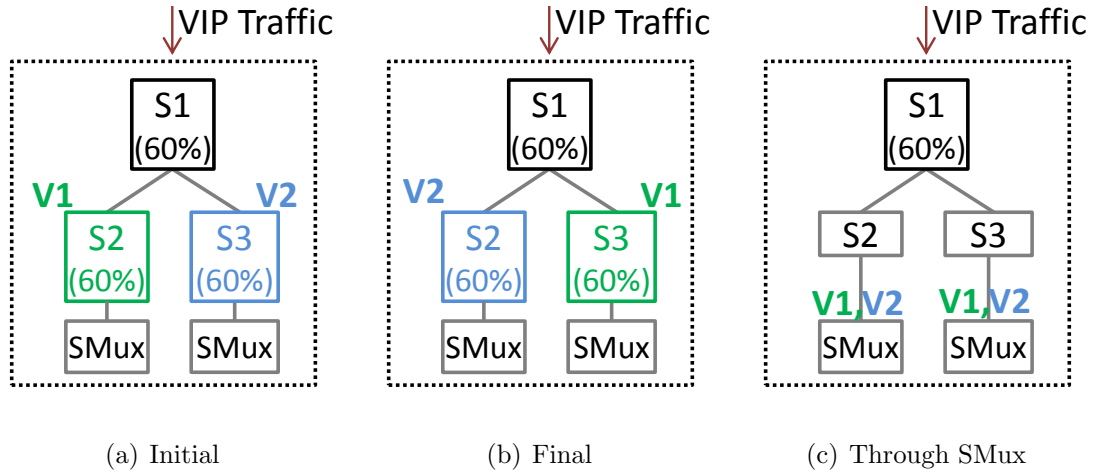 VIP Traffic
S1
(60%)
V1
V2
S2
(60%)
S3
(60%)
SMux
SMux
(a) Initial
VIP Traffic
S1
(60%)
V2
V1
S2
(60%)
S3
(60%)
SMux
SMux
(b) Final
VIP Traffic
S1
(60%)
S2
S3
V1,V2
V1,V2
SMux
SMux
(c) Through SMux